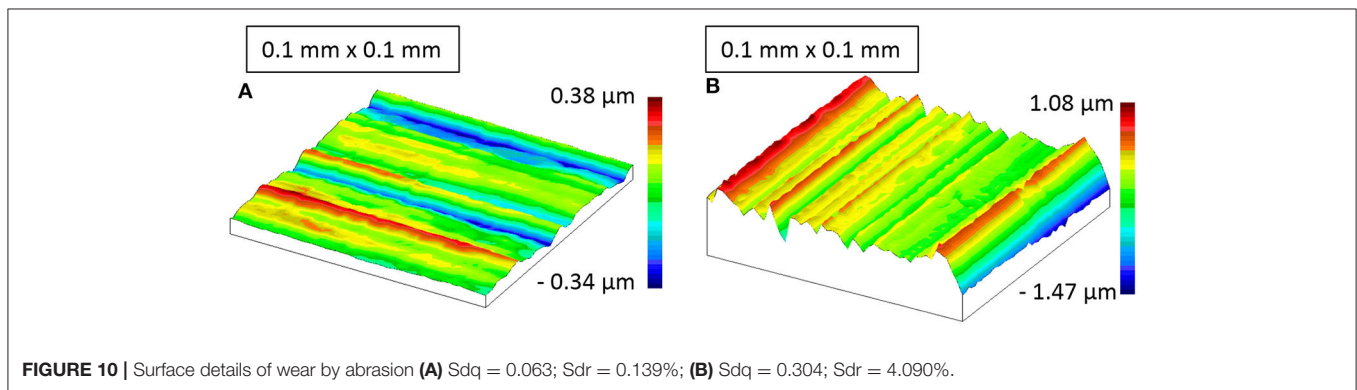 0.1 mm x 0.1 mm
A
0.38 µm
- 0.34 µm
0.1 mm x 0.1 mm
B
1.08 µm
- 1.47 µm
FIGURE 10 | Surface details of wear by abrasion (A) Sdq = 0.063; Sdr = 0.139%; (B) Sdq = 0.304; Sdr = 4.090%.